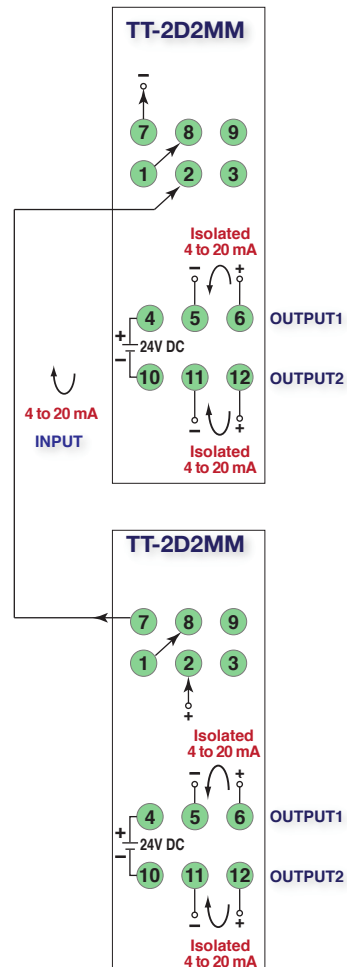 TT-2D2MM
−
7 8 9
1 2 3
Isolated
4 to 20 mA
− +
4 5 6 OUTPUT1
+
24V DC
−
10 11 12 OUTPUT2
− +
Isolated
4 to 20 mA
4 to 20 mA
INPUT
TT-2D2MM
7 8 9
1 2 3
+
Isolated
4 to 20 mA
− +
4 5 6 OUTPUT1
+
24V DC
−
10 11 12 OUTPUT2
− +
Isolated
4 to 20 mA